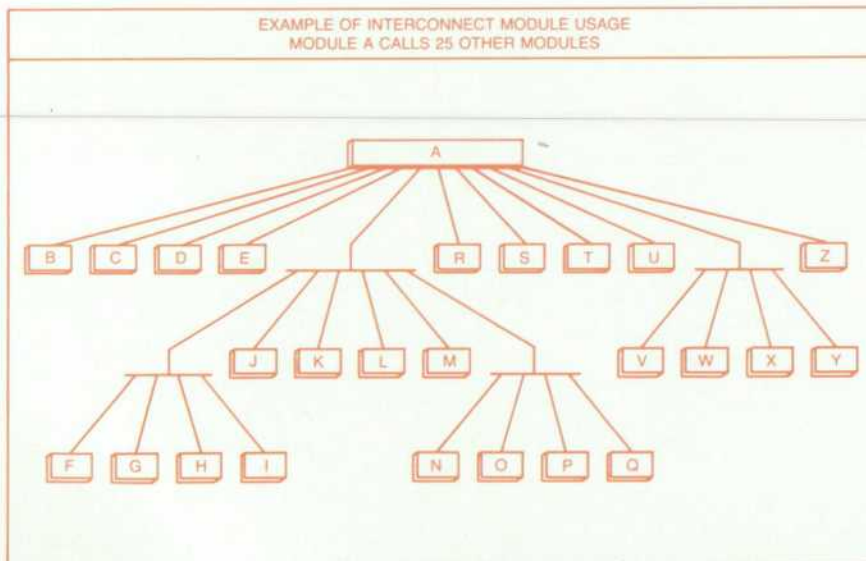 EXAMPLE OF INTERCONNECT MODULE USAGE
MODULE A CALLS 25 OTHER MODULES
A
B C D E R S T U Z
J K L M V W X Y
F G H I N O P Q